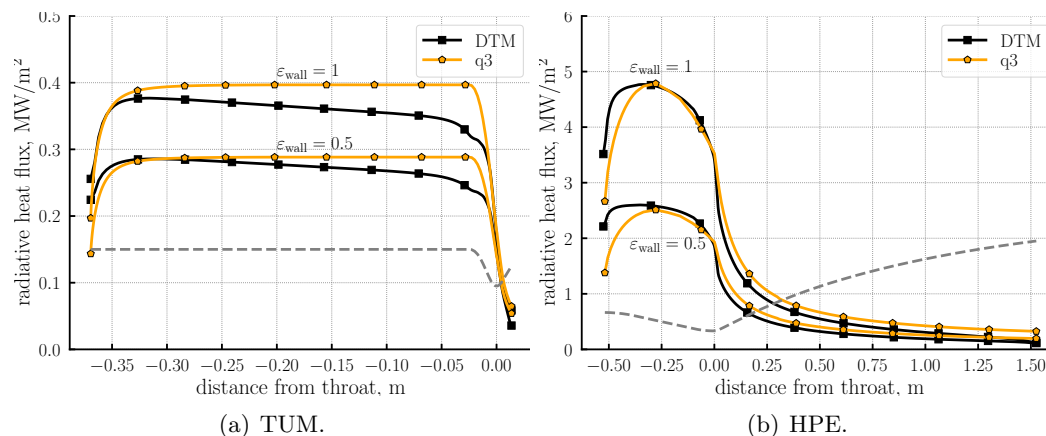 0.5
0.4
0.3
0.2
0.1
0.0
radiative heat flux, MW/m²
−0.35 −0.30 −0.25 −0.20 −0.15 −0.10 −0.05 0.00
distance from throat, m
DTM
q3
ε_wall = 1
ε_wall = 0.5
(a) TUM.
6
5
4
3
2
1
0
radiative heat flux, MW/m²
−0.50 −0.25 0.00 0.25 0.50 0.75 1.00 1.25 1.50
distance from throat, m
DTM
q3
ε_wall = 1
ε_wall = 0.5
(b) HPE.